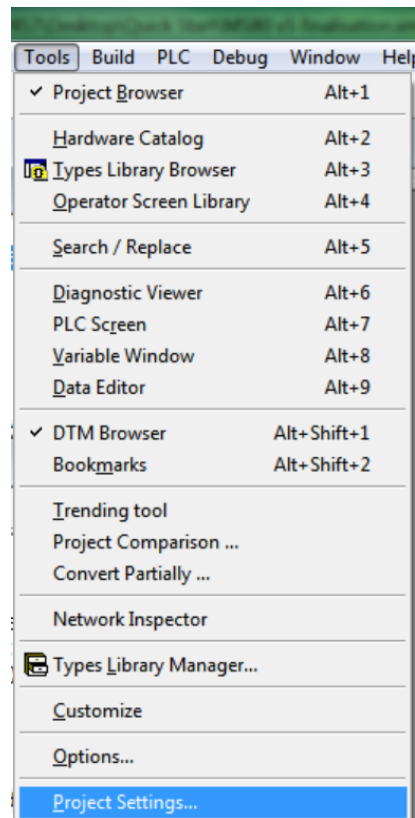 Tools Build PLC Debug Window
✓ Project Browser Alt+1
Hardware Catalog Alt+2
Types Library Browser Alt+3
Operator Screen Library Alt+4
Search / Replace Alt+5
Diagnostic Viewer Alt+6
PLC Screen Alt+7
Variable Window Alt+8
Data Editor Alt+9
✓ DTM Browser Alt+Shift+1
Bookmarks Alt+Shift+2
Trending tool
Project Comparison ...
Convert Partially ...
Network Inspector
Types Library Manager...
Customize
Options...
Project Settings...